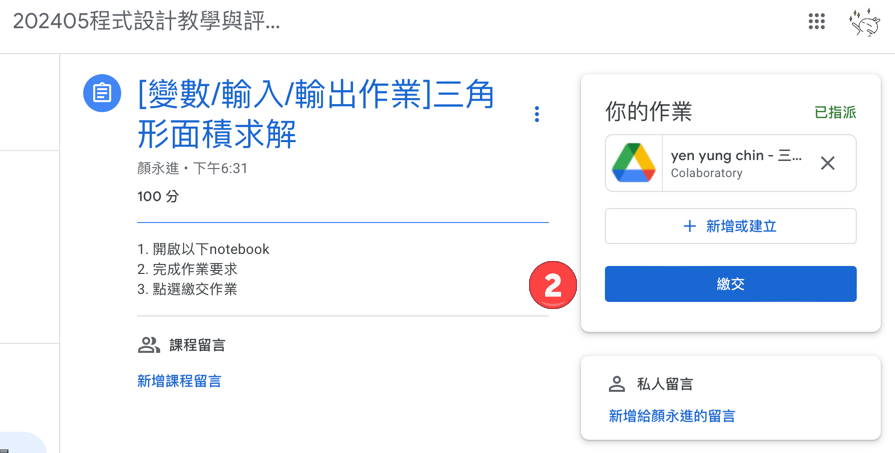 202405程式設計教學與評...
[變數/輸入/輸出作業]三角
形面積求解
顏永進・下午6:31
100 分
1. 開啟以下notebook
2. 完成作業要求
3. 點選繳交作業
課程留言
新增課程留言
你的作業
已指派
yen yung chin - 三...
Colaboratory
新增或建立
2
繳交
私人留言
新增給顏永進的留言